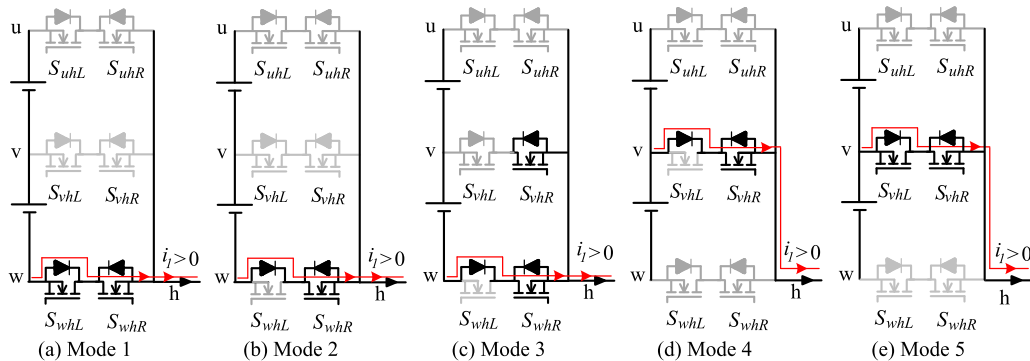 u
S_uhL S_uhR
v
S_vhL S_vhR
i_l>0
w
h
S_whL S_whR
(a) Mode 1
u
S_uhL S_uhR
v
S_vhL S_vhR
i_l>0
w
h
S_whL S_whR
(b) Mode 2
u
S_uhL S_uhR
v
S_vhL S_vhR
i_l>0
w
h
S_whL S_whR
(c) Mode 3
u
S_uhL S_uhR
v
S_vhL S_vhR
i_l>0
w
h
S_whL S_whR
(d) Mode 4
u
S_uhL S_uhR
v
S_vhL S_vhR
i_l>0
w
h
S_whL S_whR
(e) Mode 5